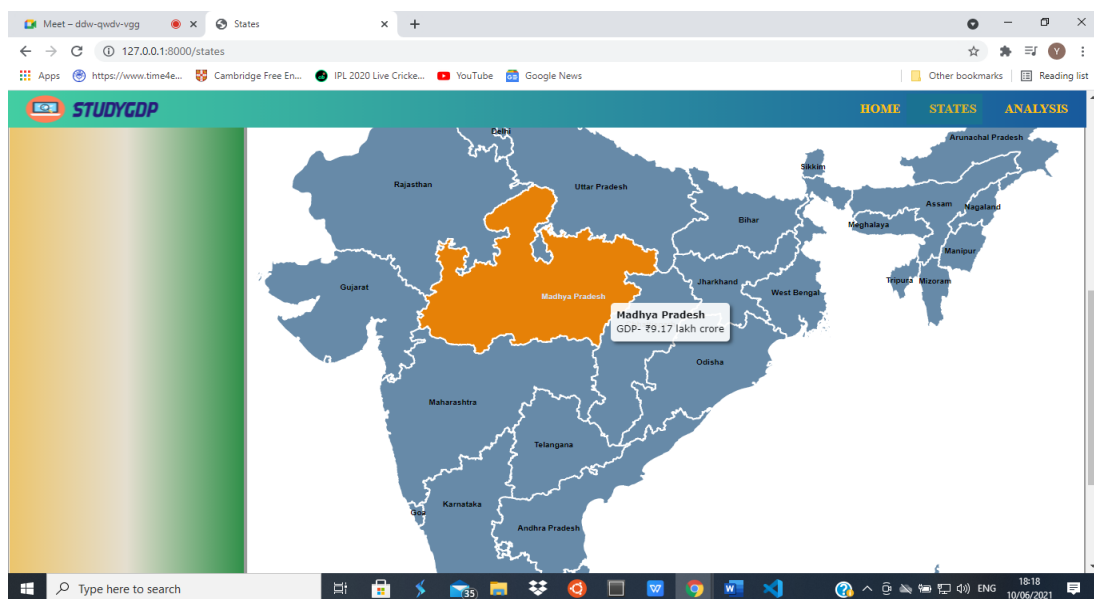 Meet – ddw-qwdv-vgg
States
127.0.0.1:8000/states
Apps https://www.time4e... Cambridge Free En... IPL 2020 Live Cricke... YouTube Google News Other bookmarks Reading list
STUDYGDP HOME STATES ANALYSIS
Delhi
Arunachal Pradesh
Sikkim
Rajasthan
Uttar Pradesh
Assam
Nagaland
Bihar
Meghalaya
Manipur
Jharkhand
Tripura
Mizoram
Gujarat
West Bengal
Madhya Pradesh
Madhya Pradesh
GDP- ₹9.17 lakh crore
Odisha
Maharashtra
Telangana
Karnataka
Goa
Andhra Pradesh
Type here to search
35
ENG
18:18
10/06/2021